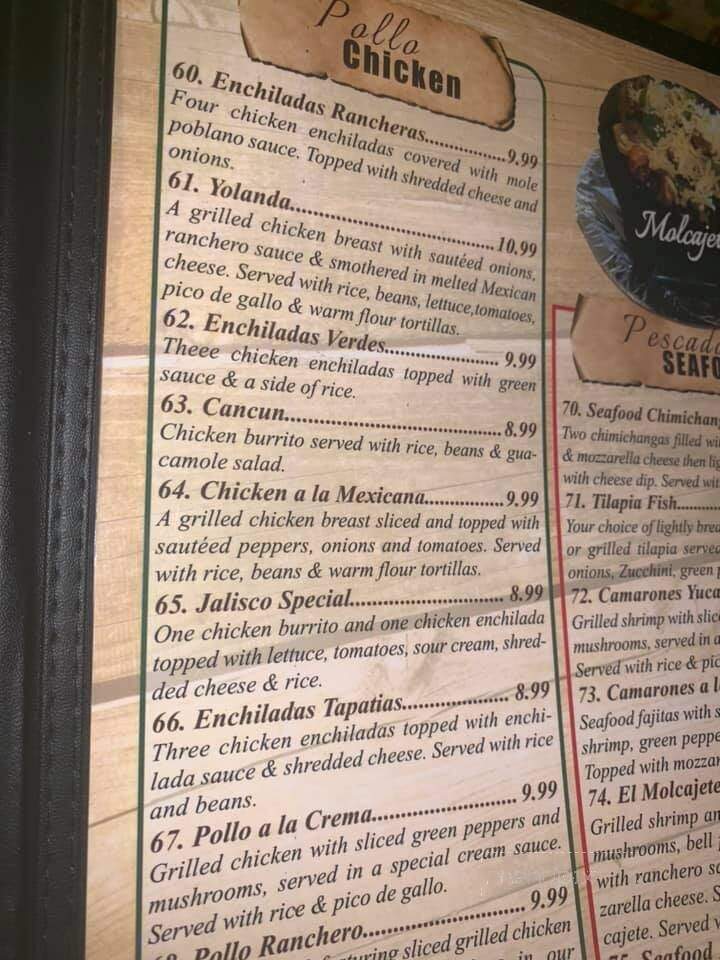 Pollo
Chicken
60. Enchiladas Rancheras..................9.99
Four chicken enchiladas covered with mole
poblano sauce. Topped with shredded cheese and
onions.
61. Yolanda.......................................10.99
A grilled chicken breast with sautéed onions,
ranchero sauce & smothered in melted Mexican
cheese. Served with rice, beans, lettuce,tomatoes,
pico de gallo & warm flour tortillas.
62. Enchiladas Verdes..................... 9.99
Theee chicken enchiladas topped with green
sauce & a side of rice.
63. Cancun........................................8.99
Chicken burrito served with rice, beans & gua-
camole salad.
64. Chicken a la Mexicana..............9.99
A grilled chicken breast sliced and topped with
sautéed peppers, onions and tomatoes. Served
with rice, beans & warm flour tortillas.
65. Jalisco Special............................ 8.99
One chicken burrito and one chicken enchilada
topped with lettuce, tomatoes, sour cream, shred-
ded cheese & rice.
66. Enchiladas Tapatias................... 8.99
Three chicken enchiladas topped with enchi-
lada sauce & shredded cheese. Served with rice
and beans.
67. Pollo a la Crema......................... 9.99
Grilled chicken with sliced green peppers and
mushrooms, served in a special cream sauce.
Served with rice & pico de gallo.
68. Pollo Ranchero........................... 9.99
sliced grilled chicken
in our
Molcaje
Pescad
SEAFO
70. Seafood Chimichan
Two chimichangas filled wi
& mozzarella cheese then
with cheese dip. Served wit
71. Tilapia Fish...........
Your choice of lightly brea
or grilled tilapia served
onions, Zucchini, green
72. Camarones Yuca
Grilled shrimp with slic
mushrooms, served in a
Served with rice & pic
73. Camarones a l
Seafood fajitas with s
shrimp, green peppe
Topped with mozzar
74. El Molcajete
Grilled shrimp an
mushrooms, bell
with ranchero sa
zarella cheese. S
cajete. Served w
75. Seafood